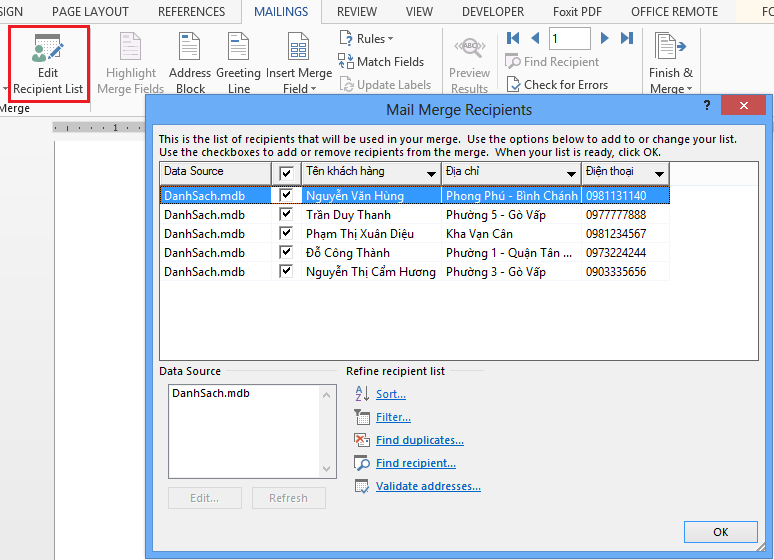 SIGN PAGE LAYOUT REFERENCES MAILINGS REVIEW VIEW DEVELOPER Foxit PDF OFFICE REMOTE FO
Edit
Recipient List
Highlight
Merge Fields
Address
Block
Greeting
Line
Insert Merge
Field
Rules
Match Fields
Update Labels
Preview
Results
ABC
1
Find Recipient
Check for Errors
Finish &
Merge
Merge
1
Mail Merge Recipients
?
This is the list of recipients that will be used in your merge. Use the options below to add to or change your list.
Use the checkboxes to add or remove recipients from the merge. When your list is ready, click OK.
Data Source Tên khách hàng Địa chỉ Điện thoại
DanhSach.mdb Nguyễn Văn Hùng Phong Phú - Bình Chánh 0981131140
DanhSach.mdb Trần Duy Thanh Phường 5 - Gò Vấp 0977777888
DanhSach.mdb Phạm Thị Xuân Diệu Kha Vạn Cân 0981234567
DanhSach.mdb Đỗ Công Thành Phường 1 - Quận Tân ... 0973224244
DanhSach.mdb Nguyễn Thị Cẩm Hương Phường 3 - Gò Vấp 0903335656
Data Source
DanhSach.mdb
Edit... Refresh
Refine recipient list
Sort...
Filter...
Find duplicates...
Find recipient...
Validate addresses...
OK